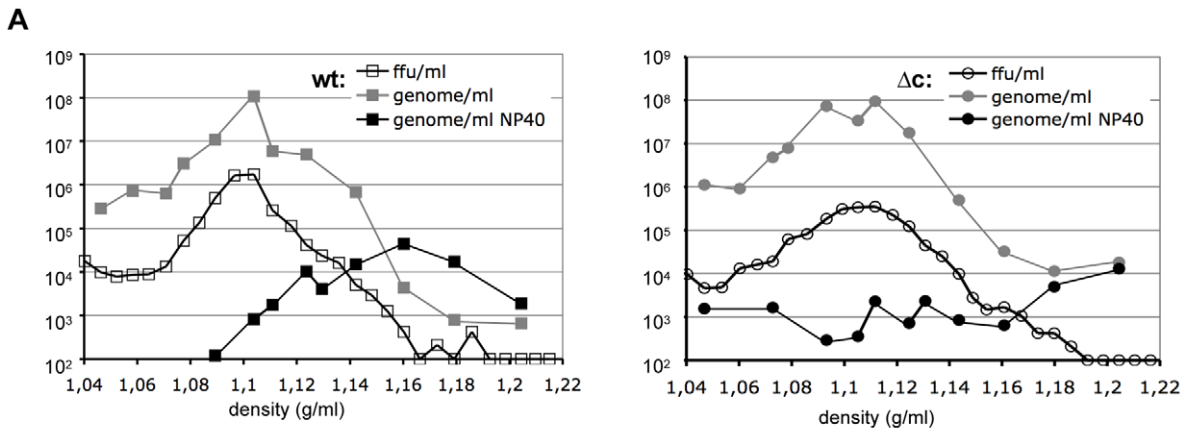 A
wt:
ffu/ml
genome/ml
genome/ml NP40
10⁹
10⁸
10⁷
10⁶
10⁵
10⁴
10³
10²
1,04 1,06 1,08 1,1 1,12 1,14 1,16 1,18 1,2 1,22
density (g/ml)
Δc:
ffu/ml
genome/ml
genome/ml NP40
10⁹
10⁸
10⁷
10⁶
10⁵
10⁴
10³
10²
1,04 1,06 1,08 1,1 1,12 1,14 1,16 1,18 1,2 1,22
density (g/ml)